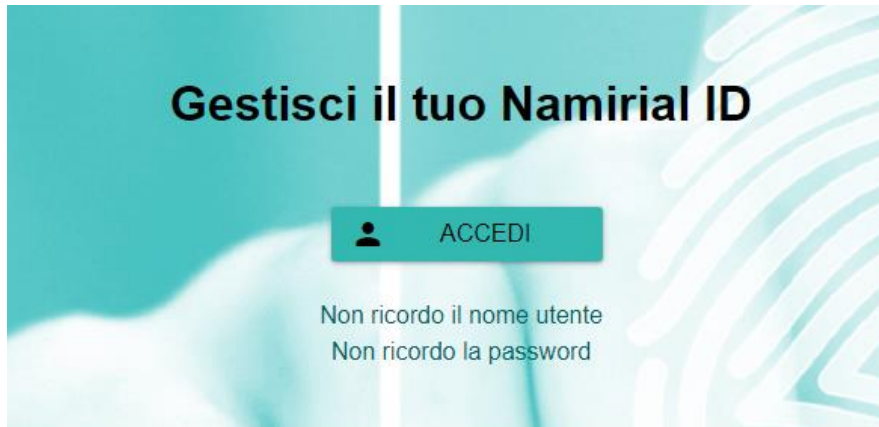 Gestisci il tuo Namirial ID
ACCEDI
Non ricordo il nome utente
Non ricordo la password